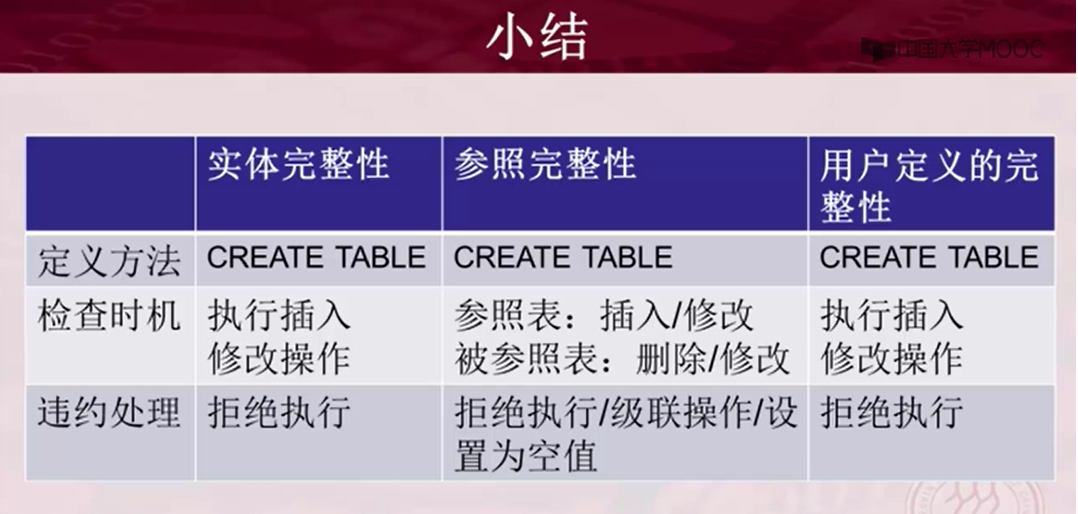 小结
中国大学MOOC
实体完整性 参照完整性 用户定义的完
整性
定义方法 CREATE TABLE CREATE TABLE CREATE TABLE
检查时机 执行插入 参照表：插入/修改 执行插入
修改操作 被参照表：删除/修改 修改操作
违约处理 拒绝执行 拒绝执行/级联操作/设 拒绝执行
置为空值